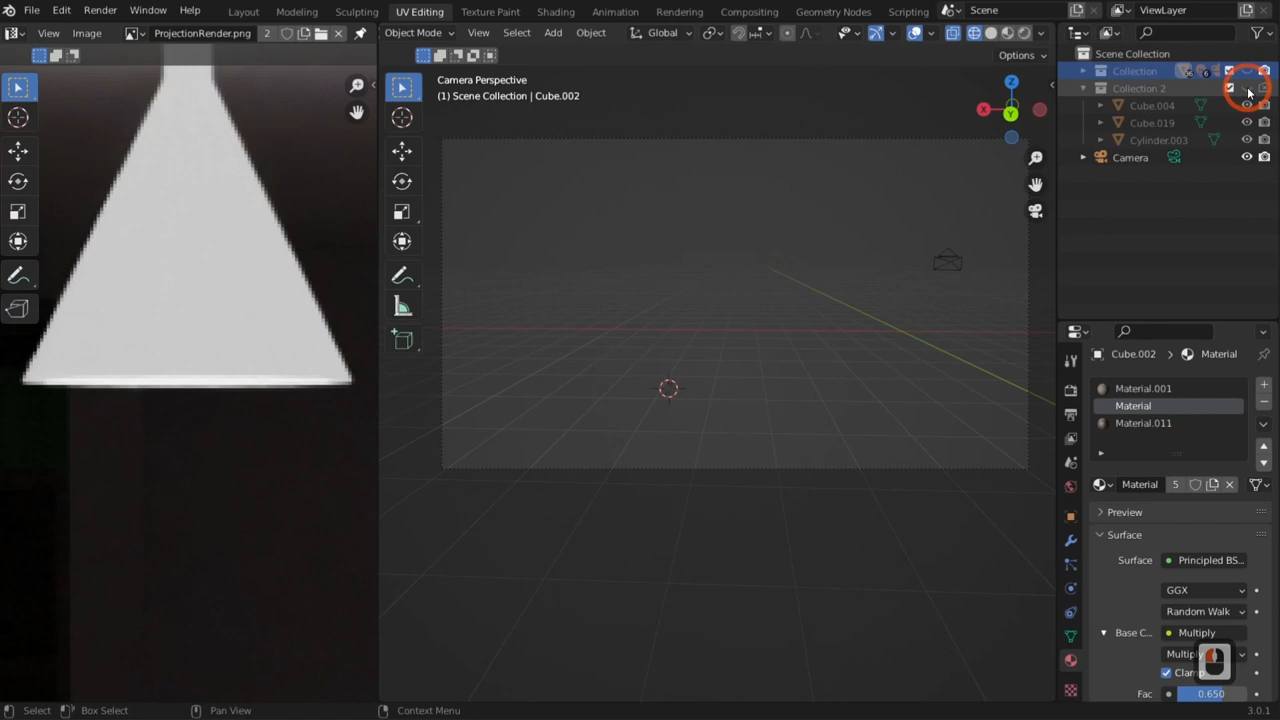 File Edit Render Window Help Layout Modeling Sculpting UV Editing Texture Paint Shading Animation Rendering Compositing Geometry Nodes Scripting Scene ViewLayer
View Image ProjectionRender.png 2 Object Mode View Select Add Object Global
Options
Camera Perspective
(1) Scene Collection | Cube.002
Z
X
Y
Scene Collection
Collection 6
Collection 2
Cube.004
Cube.019
Cylinder.003
Camera
Cube.002 Material
Material.001
Material
Material.011
Material 5
Preview
Surface
Surface Principled BS...
GGX
Random Walk
Base C... Multiply
Multiply
Clamp
Fac 0.650
Select Box Select Pan View Context Menu 3.0.1